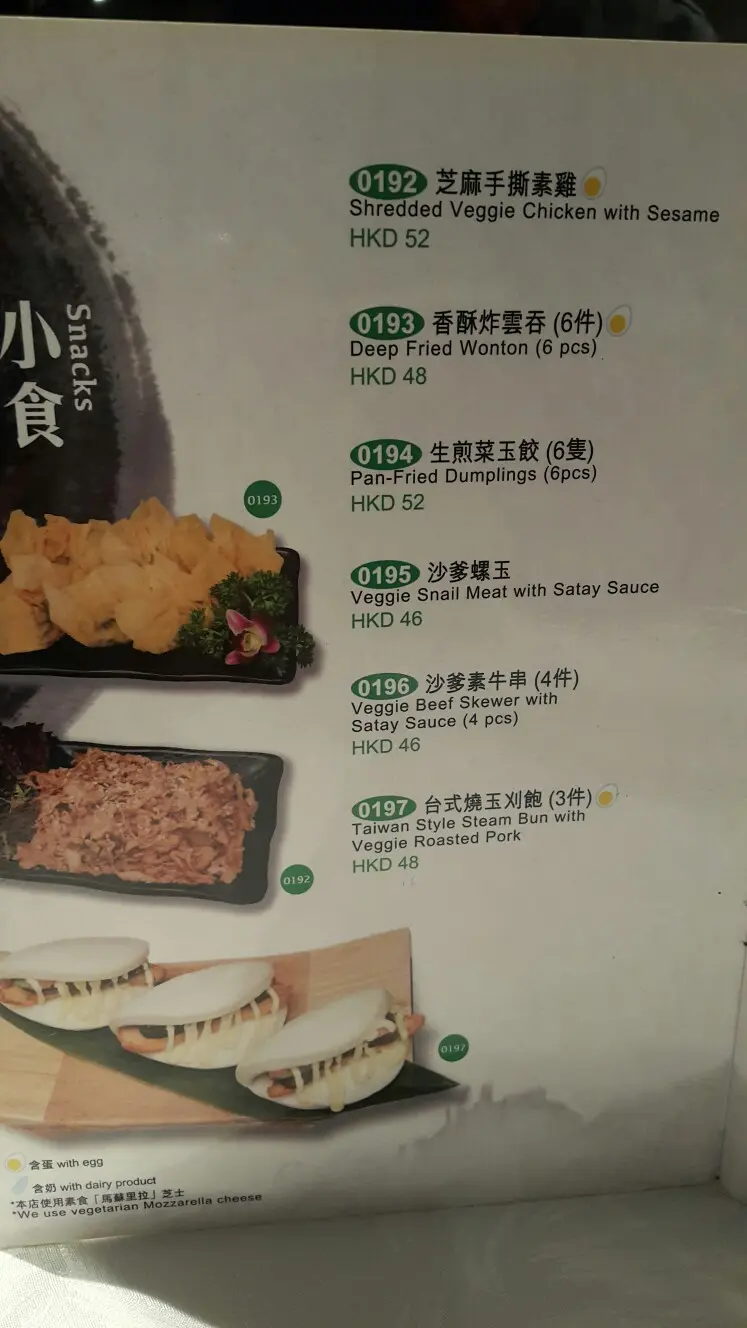 小食
Snacks
0192 芝麻手撕素雞
Shredded Veggie Chicken with Sesame
HKD 52
0193 香酥炸雲吞 (6件)
Deep Fried Wonton (6 pcs)
HKD 48
0194 生煎菜玉餃 (6隻)
Pan-Fried Dumplings (6pcs)
HKD 52
0195 沙爹螺玉
Veggie Snail Meat with Satay Sauce
HKD 46
0196 沙爹素牛串 (4件)
Veggie Beef Skewer with
Satay Sauce (4 pcs)
HKD 46
0197 台式燒玉刈飽 (3件)
Taiwan Style Steam Bun with
Veggie Roasted Pork
HKD 48
0193
0192
0197
含蛋 with egg
含奶 with dairy product
*本店使用素食「馬蘇里拉」芝士
*We use vegetarian Mozzarella cheese